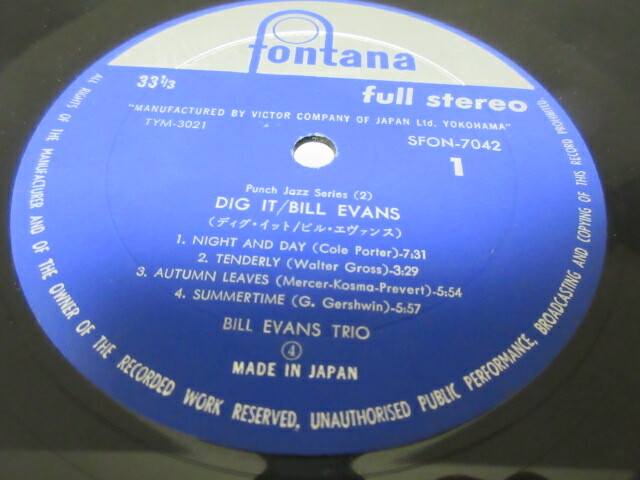 fontana
33 1/3
full stereo
"MANUFACTURED BY VICTOR COMPANY OF JAPAN Ltd. YOKOHAMA"
TYM-3021
SFON-7042
1
Punch Jazz Series (2)
DIG IT/BILL EVANS
(ディグ・イット/ビル・エヴァンス)
1. NIGHT AND DAY (Cole Porter)-7:31
2. TENDERLY (Walter Gross)-3:29
3. AUTUMN LEAVES (Mercer-Kosma-Prevert)-5:54
4. SUMMERTIME (G. Gershwin)-5:57
BILL EVANS TRIO
4
MADE IN JAPAN
ALL RIGHTS OF THE MANUFACTURER AND OF THE OWNER OF THE RECORDED WORK RESERVED, UNAUTHORISED PUBLIC PERFORMANCE, BROADCASTING AND COPYING OF THIS RECORD PROHIBITED.